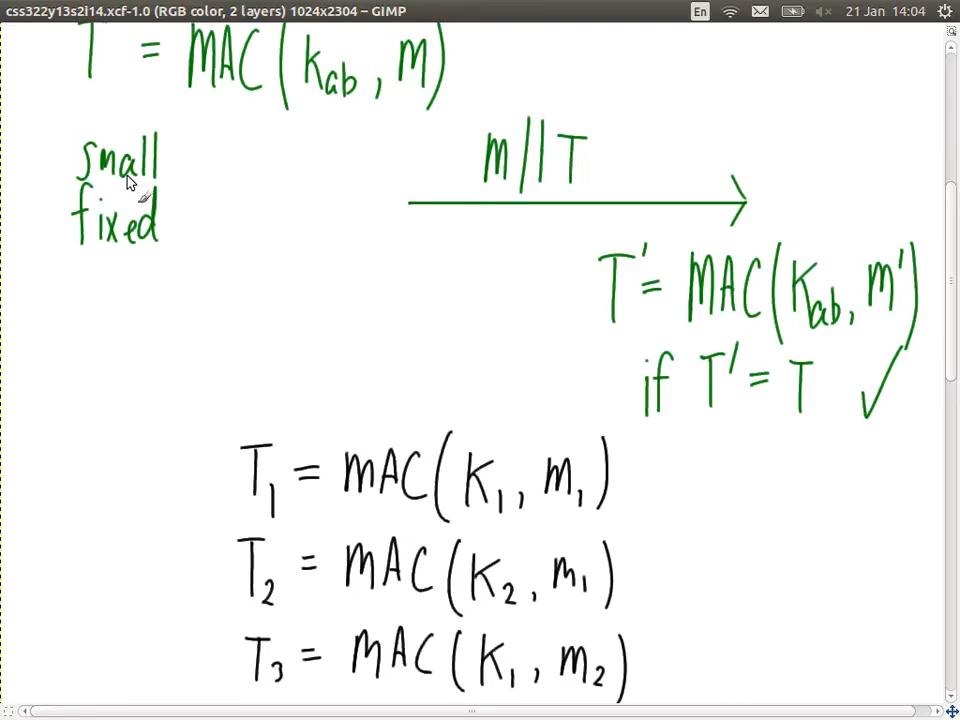 css322y13s2i14.xcf-1.0 (RGB color, 2 layers) 1024x2304 – GIMP
En
21 Jan 14:04
T = MAC(Kab, M)
small
fixed
m||T
T' = MAC(Kab, M')
if T' = T ✓
T1 = MAC(K1, m1)
T2 = MAC(K2, m1)
T3 = MAC(K1, m2)